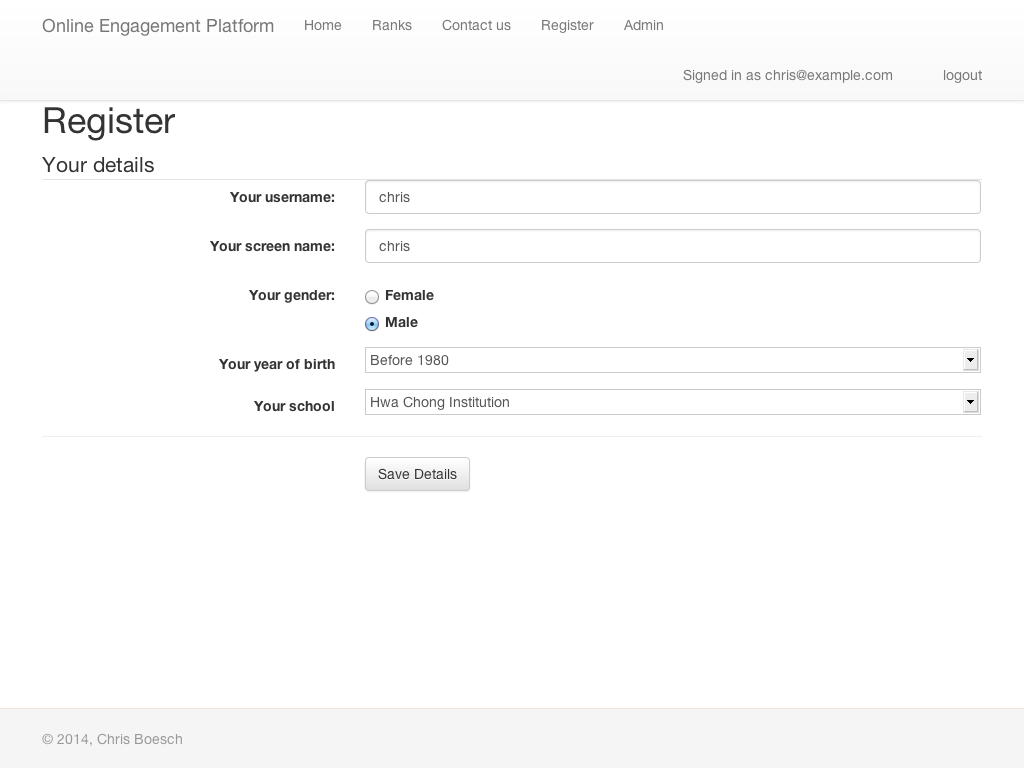 Online Engagement Platform Home Ranks Contact us Register Admin
Signed in as chris@example.com logout
Register
Your details
Your username: chris
Your screen name: chris
Your gender: Female
Male
Your year of birth Before 1980
Your school Hwa Chong Institution
Save Details
© 2014, Chris Boesch